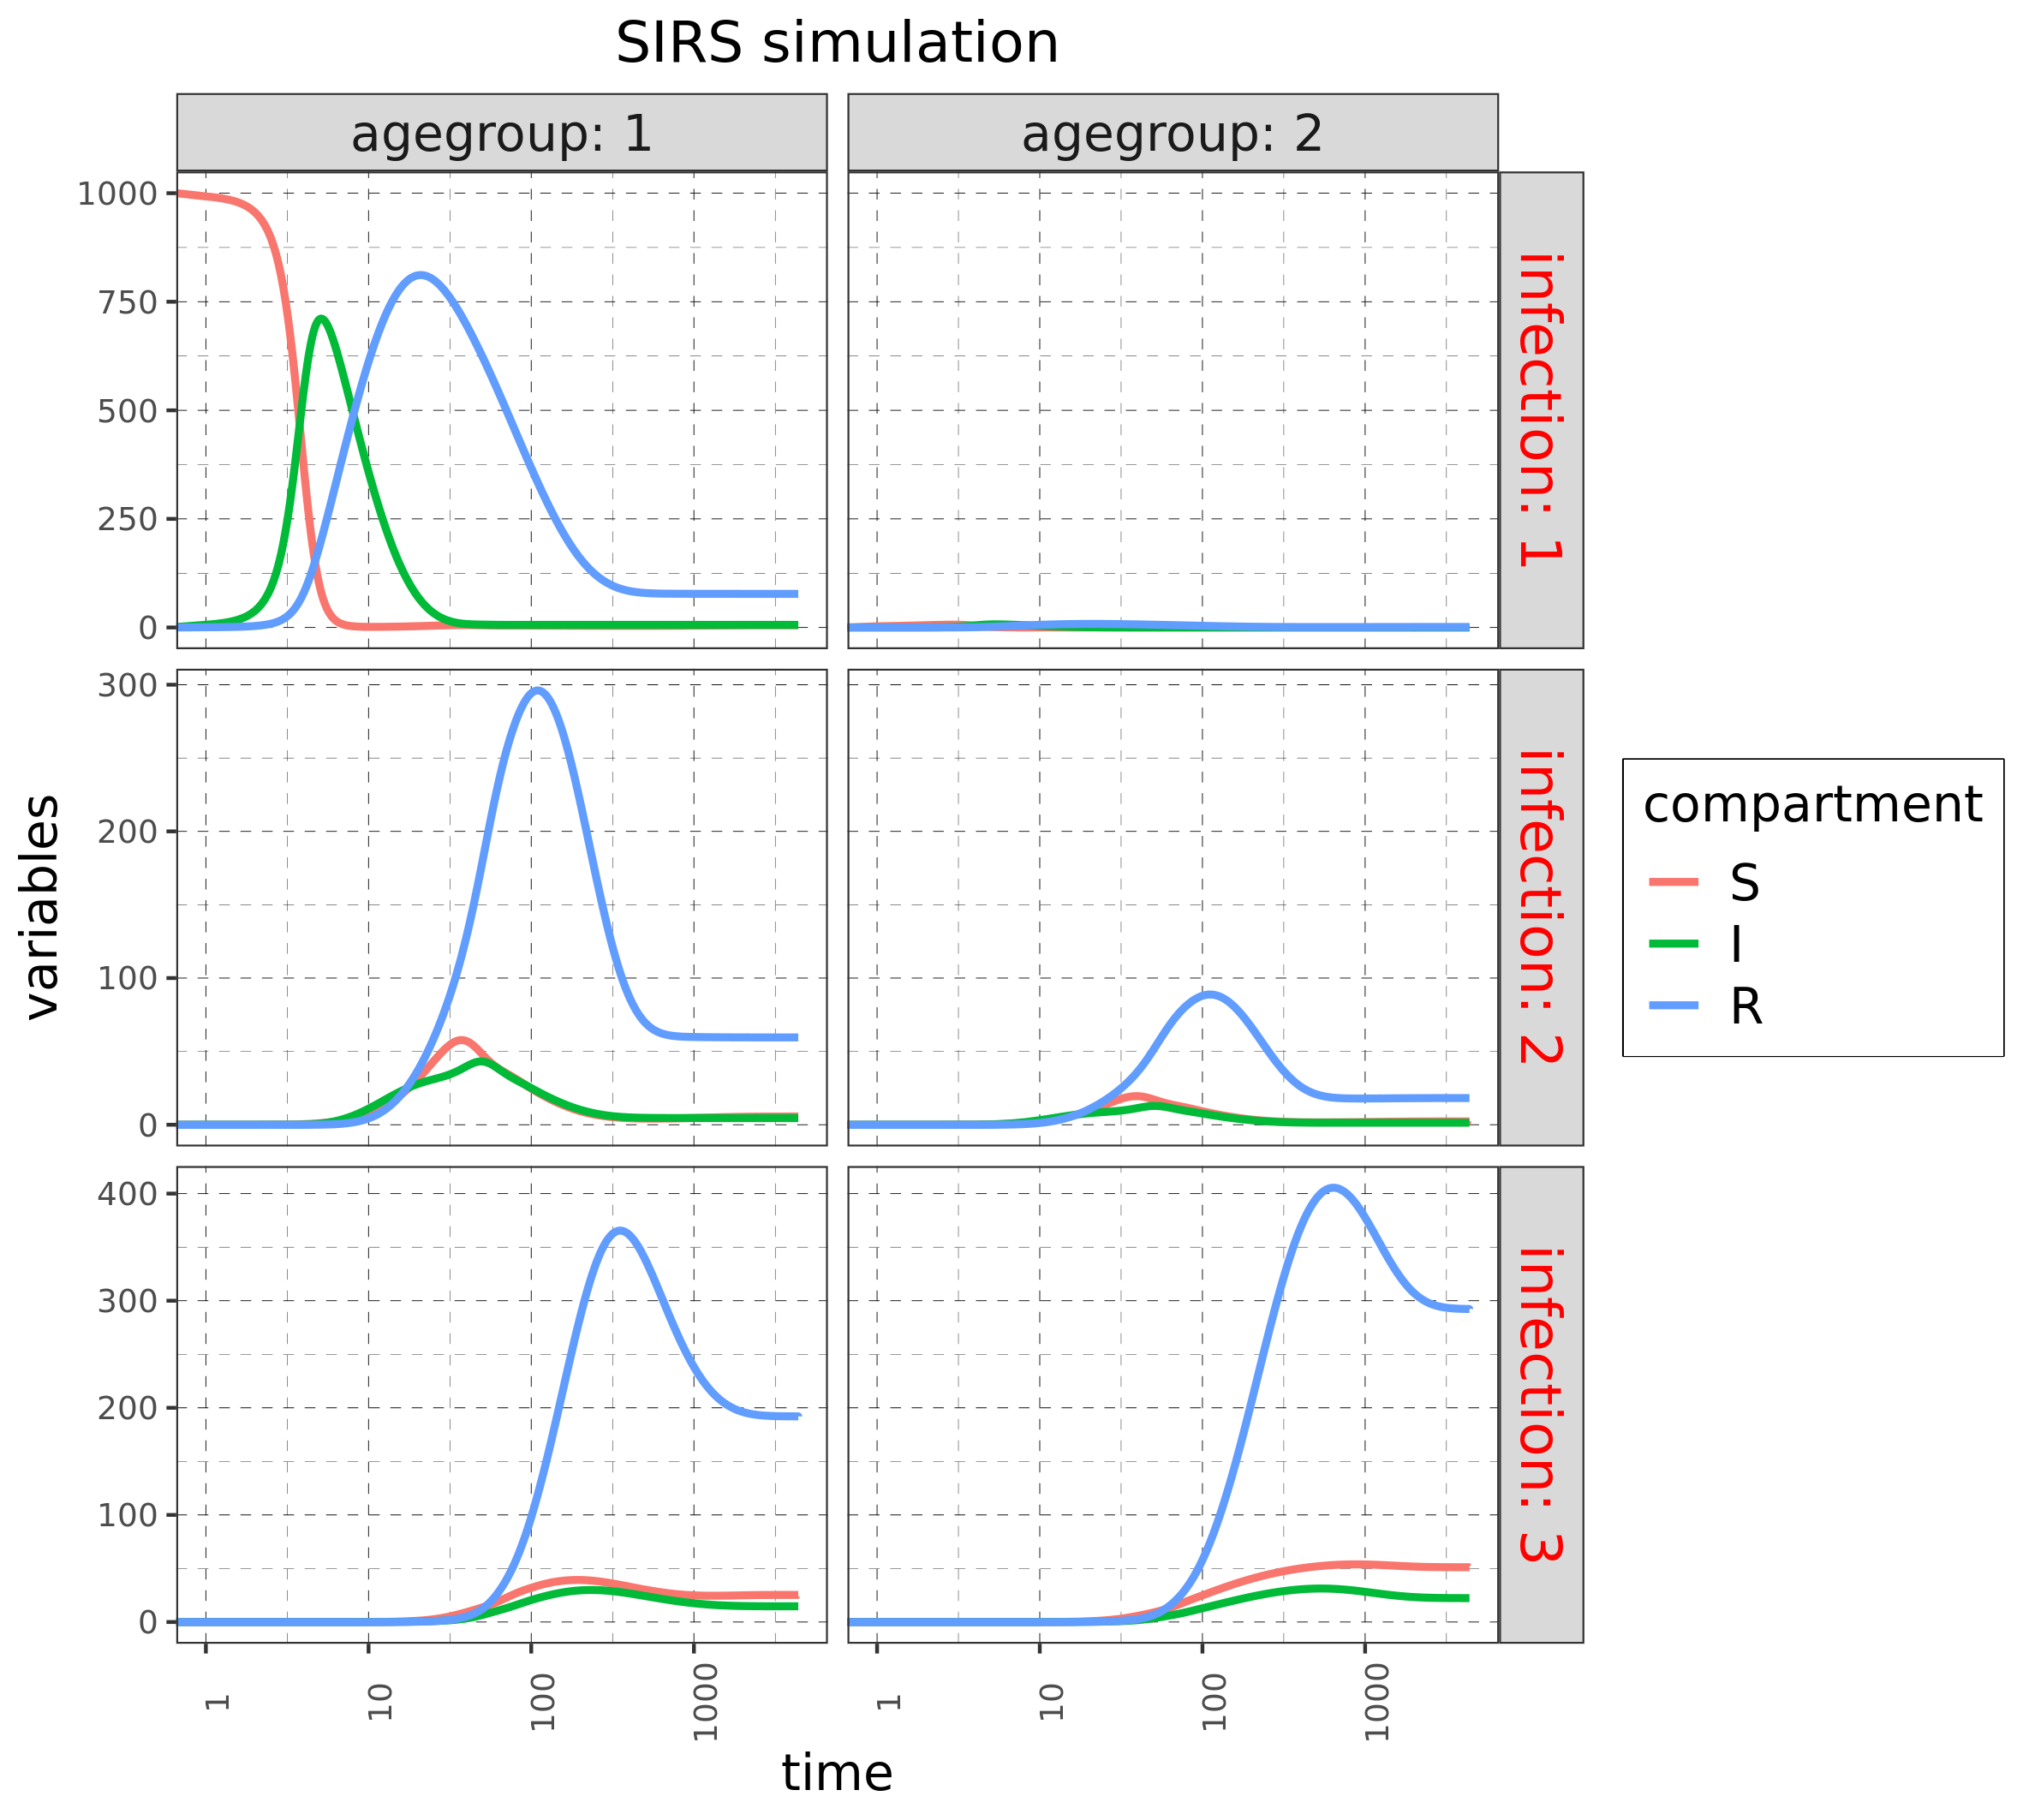 SIRS simulation
agegroup: 1
agegroup: 2
1000
750
500
250
0
infection: 1
300
200
100
0
infection: 2
400
300
200
100
0
infection: 3
variables
1
10
100
1000
1
10
100
1000
time
compartment
S
I
R